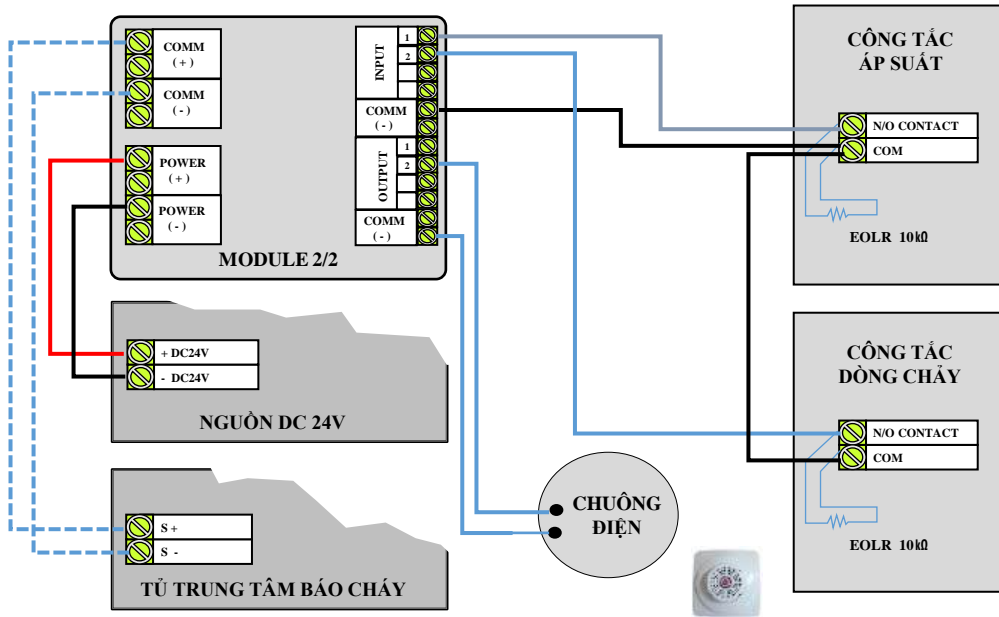 COMM
( + )
COMM
( - )
POWER
( + )
POWER
( - )
INPUT
1
2
COMM
( - )
OUTPUT
1
2
COMM
( - )
MODULE 2/2
+ DC24V
- DC24V
NGUỒN DC 24V
S +
S -
TỦ TRUNG TÂM BÁO CHÁY
CHUÔNG
ĐIỆN
CÔNG TẮC
ÁP SUẤT
N/O CONTACT
COM
EOLR 10kΩ
CÔNG TẮC
DÒNG CHẢY
N/O CONTACT
COM
EOLR 10kΩ